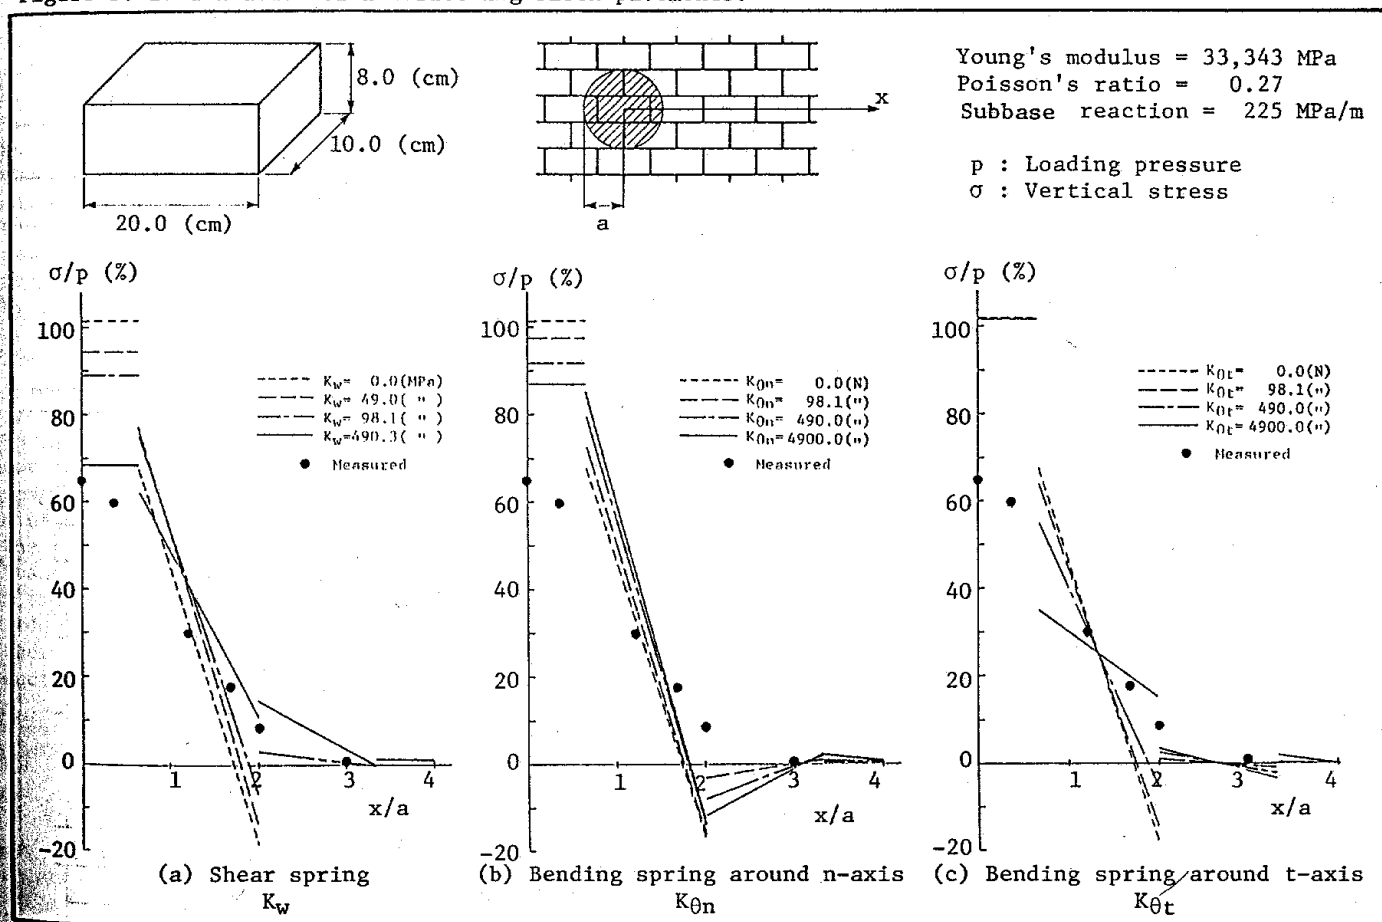 8.0 (cm)
10.0 (cm)
20.0 (cm)
x
a
Young's modulus = 33,343 MPa
Poisson's ratio = 0.27
Subbase reaction = 225 MPa/m
p : Loading pressure
σ : Vertical stress
σ/p (%)
100
80
60
40
20
0
-20
1
2
3
4
x/a
Kw= 0.0(MPa)
Kw= 49.0( " )
Kw= 98.1( " )
Kw=490.3( " )
Measured
(a) Shear spring
Kw
σ/p (%)
100
80
60
40
20
0
-20
1
2
3
4
x/a
Kθn= 0.0(N)
Kθn= 98.1(")
Kθn= 490.0(")
Kθn=4900.0(")
Measured
(b) Bending spring around n-axis
Kθn
σ/p (%)
100
80
60
40
20
0
-20
1
2
3
4
x/a
Kθt= 0.0(N)
Kθt= 98.1(")
Kθt= 490.0(")
Kθt=4900.0(")
Measured
(c) Bending spring around t-axis
Kθt